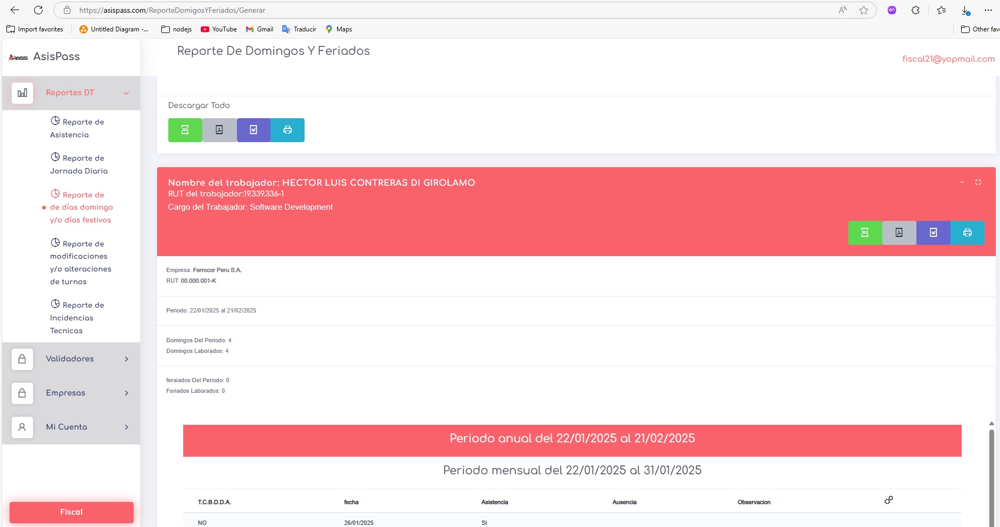 https://asispass.com/ReporteDomigosYFeriados/Generar
Import favorites
Untitled Diagram -...
nodejs
YouTube
Gmail
Traducir
Maps
Other fav
AsisPass
Reporte De Domingos Y Feriados
fiscal21@yopmail.com
Reportes DT
Reporte de
Asistencia
Reporte de
Jornada Diaria
Reporte de
de días domingo
y/o días festivos
Reporte de
modificaciones
y/o alteraciones
de turnos
Reporte de
Incidencias
Tecnicas
Validadores
Empresas
Mi Cuenta
Fiscal
Descargar Todo
XLS
Nombre del trabajador: HECTOR LUIS CONTRERAS DI GIROLAMO
RUT del trabajador:19,339,336-1
Cargo del Trabajador: Software Development
XLS
Empresa: Ferrocor Peru S.A.
RUT: 00.000.001-K
Periodo: 22/01/2025 al 21/02/2025
Domingos Del Periodo: 4
Domingos Laborados: 4
feraiados Del Periodo: 0
Feriados Laborados: 0
Periodo anual del 22/01/2025 al 21/02/2025
Periodo mensual del 22/01/2025 al 31/01/2025
T.C.B.D.D.A. fecha Asistencia Ausencia Observacion
NO 26/01/2025 SI